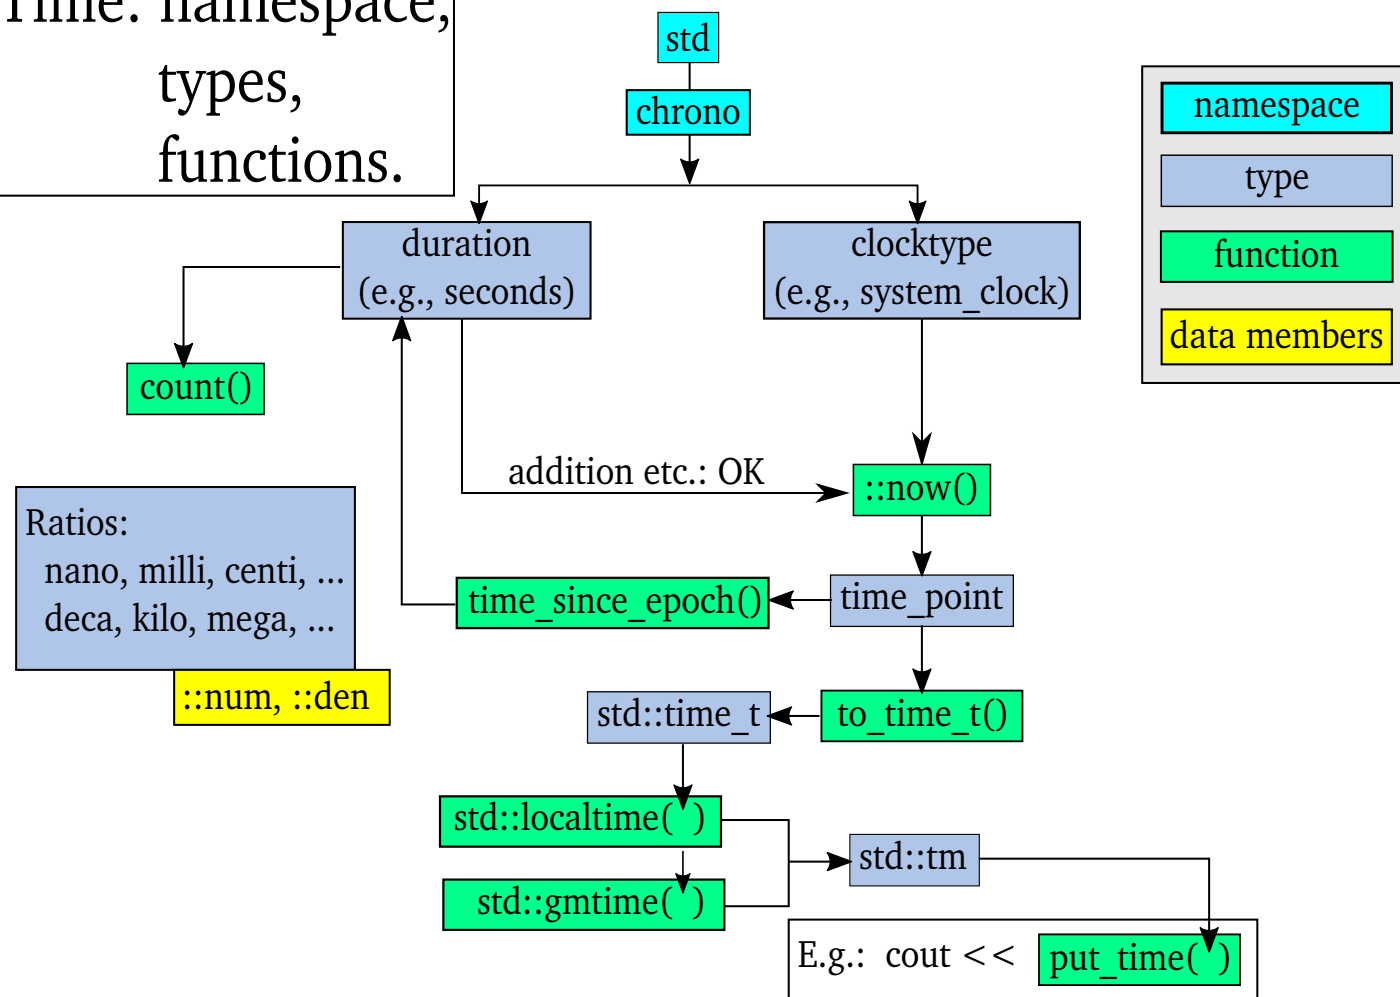 Time: namespace,
types,
functions.
std
chrono
namespace
type
function
data members
duration
(e.g., seconds)
clocktype
(e.g., system_clock)
count()
addition etc.: OK
::now()
Ratios:
nano, milli, centi, ...
deca, kilo, mega, ...
::num, ::den
time_since_epoch()
time_point
std::time_t
to_time_t()
std::localtime( )
std::gmtime( )
std::tm
E.g.: cout << put_time( )